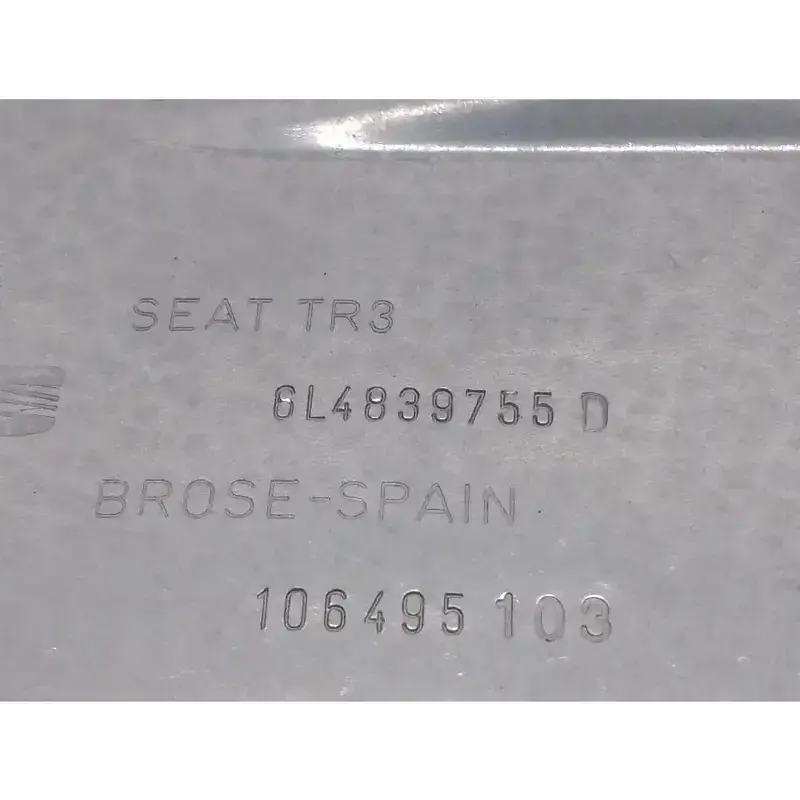 SEAT TR3
6L4839755 D
BROSE-SPAIN
106495 103